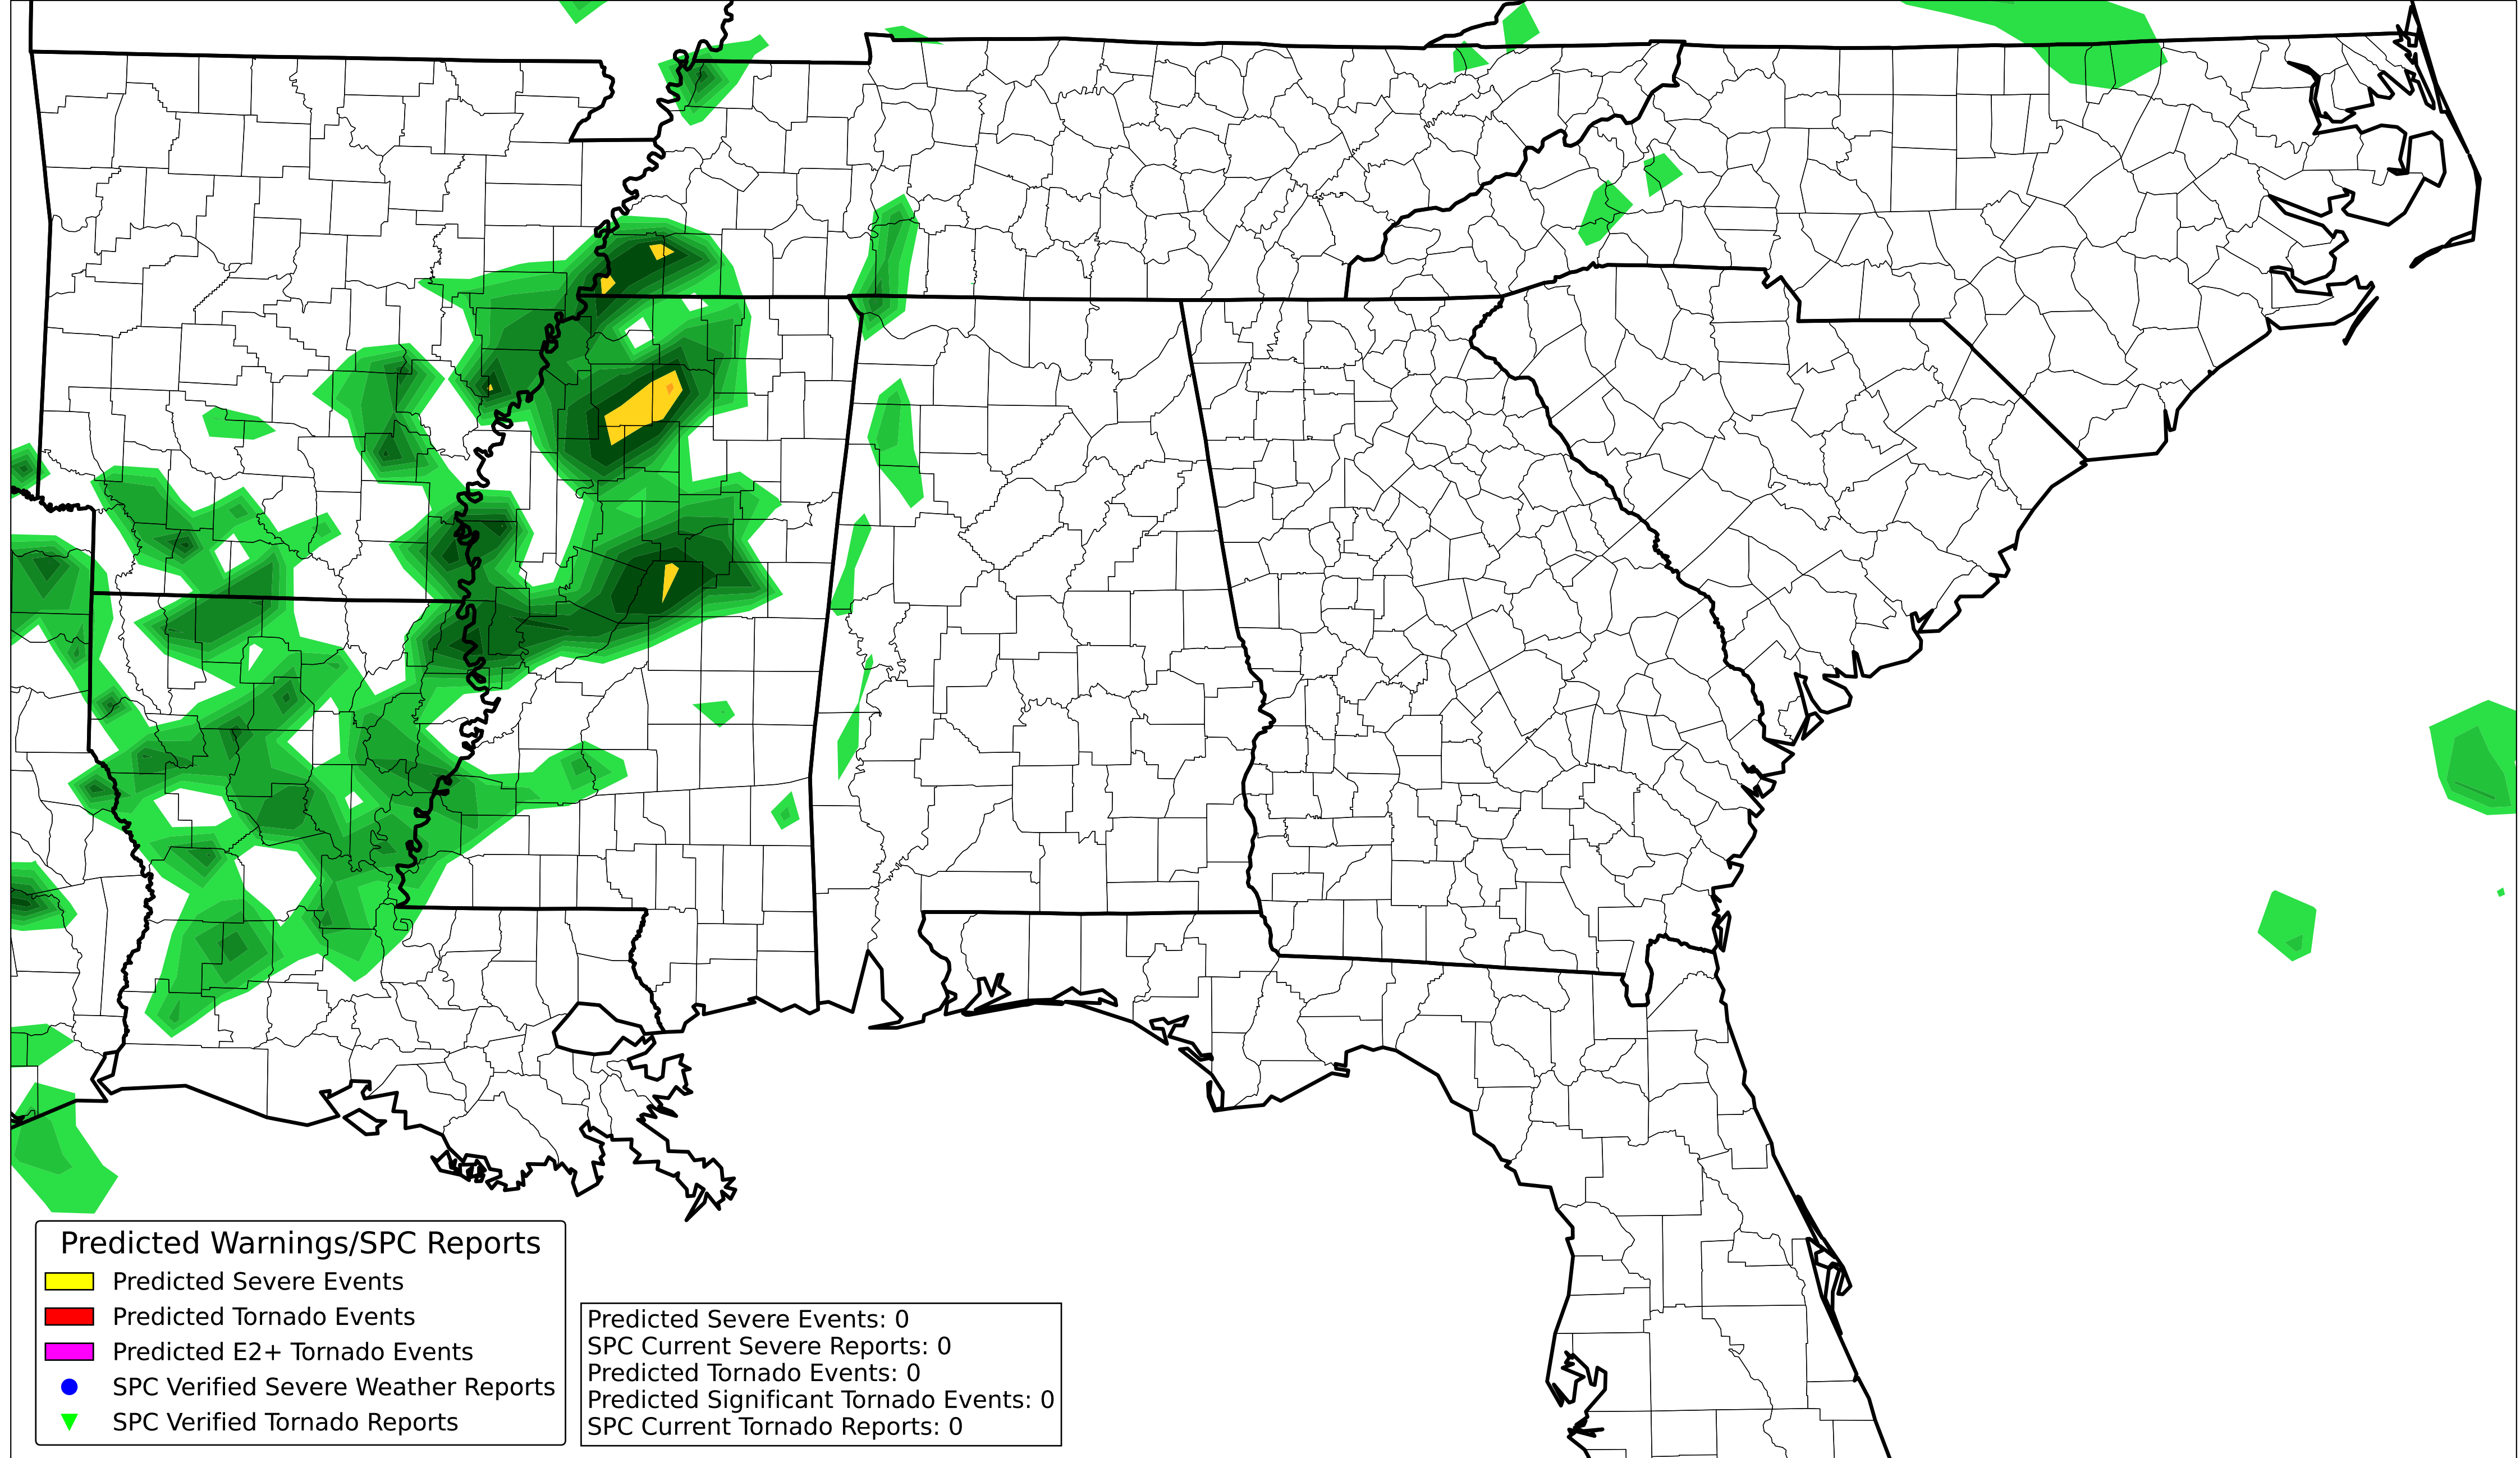 Predicted Warnings/SPC Reports
Predicted Severe Events
Predicted Tornado Events
Predicted E2+ Tornado Events
SPC Verified Severe Weather Reports
SPC Verified Tornado Reports
Predicted Severe Events: 0
SPC Current Severe Reports: 0
Predicted Tornado Events: 0
Predicted Significant Tornado Events: 0
SPC Current Tornado Reports: 0